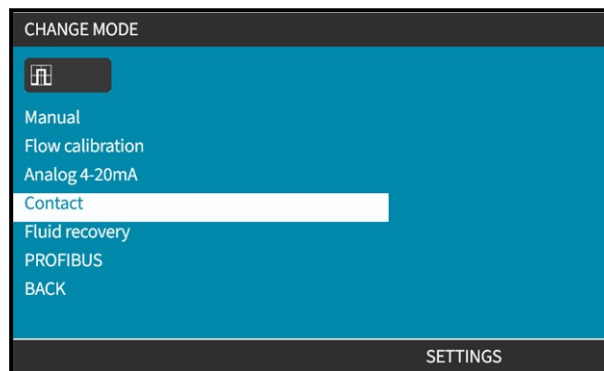 CHANGE MODE
Manual
Flow calibration
Analog 4-20mA
Contact
Fluid recovery
PROFIBUS
BACK
SETTINGS